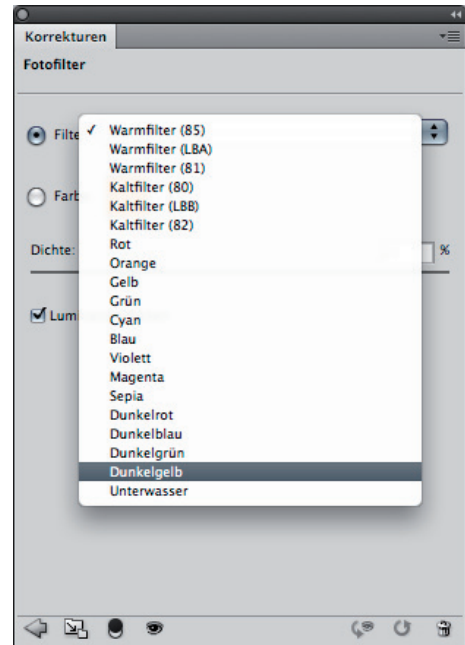 Korrekturen
Fotofilter
Filte
✓ Warmfilter (85)
Warmfilter (LBA)
Warmfilter (81)
Kaltfilter (80)
Farb
Kaltfilter (LBB)
Kaltfilter (82)
Rot
Dichte:
%
Orange
Gelb
Grün
Lum
Cyan
Blau
Violett
Magenta
Sepia
Dunkelrot
Dunkelblau
Dunkelgrün
Dunkelgelb
Unterwasser